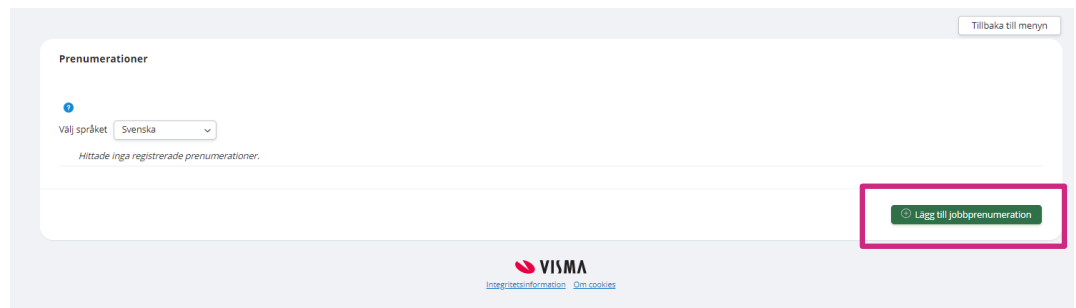 Tillbaka till menyn
Prenumerationer
?
Välj språket Svenska
Hittade inga registrerade prenumerationer.
Lägg till jobbprenumeration
VISMA
Integritetsinformation Om cookies